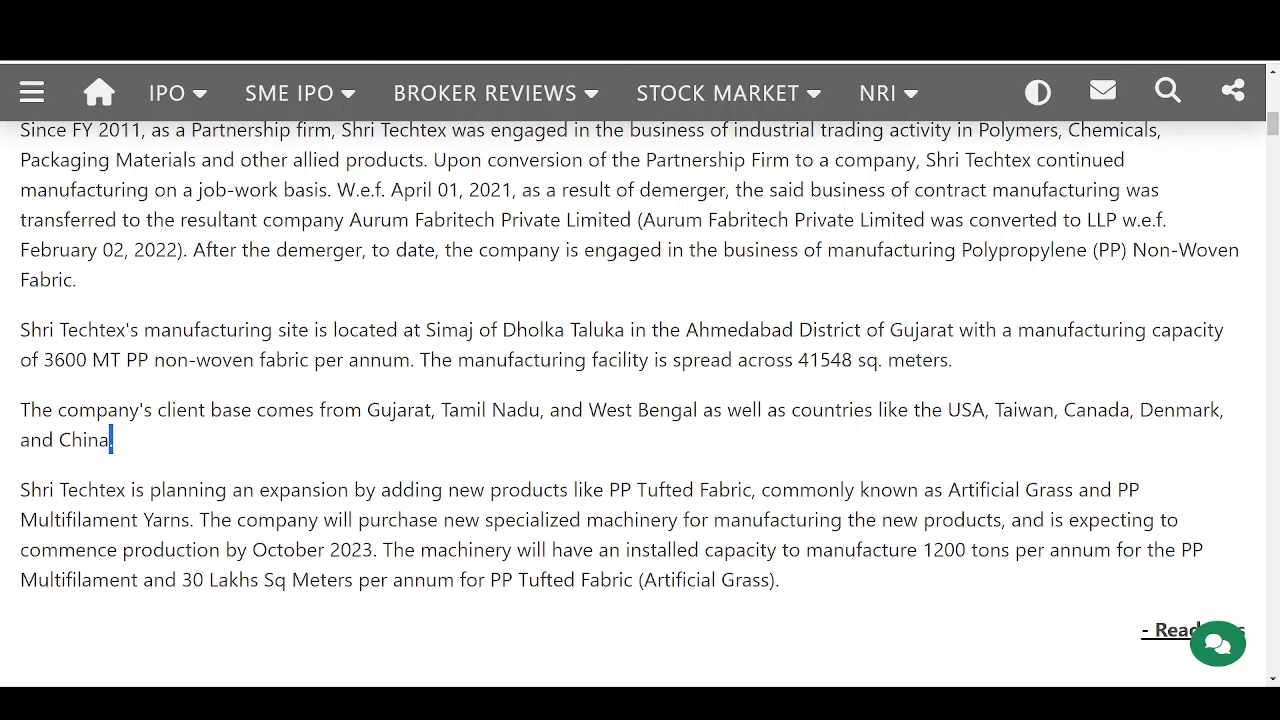 IPO SME IPO BROKER REVIEWS STOCK MARKET NRI
Since FY 2011, as a Partnership firm, Shri Techtex was engaged in the business of industrial trading activity in Polymers, Chemicals,
Packaging Materials and other allied products. Upon conversion of the Partnership Firm to a company, Shri Techtex continued
manufacturing on a job-work basis. W.e.f. April 01, 2021, as a result of demerger, the said business of contract manufacturing was
transferred to the resultant company Aurum Fabritech Private Limited (Aurum Fabritech Private Limited was converted to LLP w.e.f.
February 02, 2022). After the demerger, to date, the company is engaged in the business of manufacturing Polypropylene (PP) Non-Woven
Fabric.
Shri Techtex's manufacturing site is located at Simaj of Dholka Taluka in the Ahmedabad District of Gujarat with a manufacturing capacity
of 3600 MT PP non-woven fabric per annum. The manufacturing facility is spread across 41548 sq. meters.
The company's client base comes from Gujarat, Tamil Nadu, and West Bengal as well as countries like the USA, Taiwan, Canada, Denmark,
and China.
Shri Techtex is planning an expansion by adding new products like PP Tufted Fabric, commonly known as Artificial Grass and PP
Multifilament Yarns. The company will purchase new specialized machinery for manufacturing the new products, and is expecting to
commence production by October 2023. The machinery will have an installed capacity to manufacture 1200 tons per annum for the PP
Multifilament and 30 Lakhs Sq Meters per annum for PP Tufted Fabric (Artificial Grass).
- Read